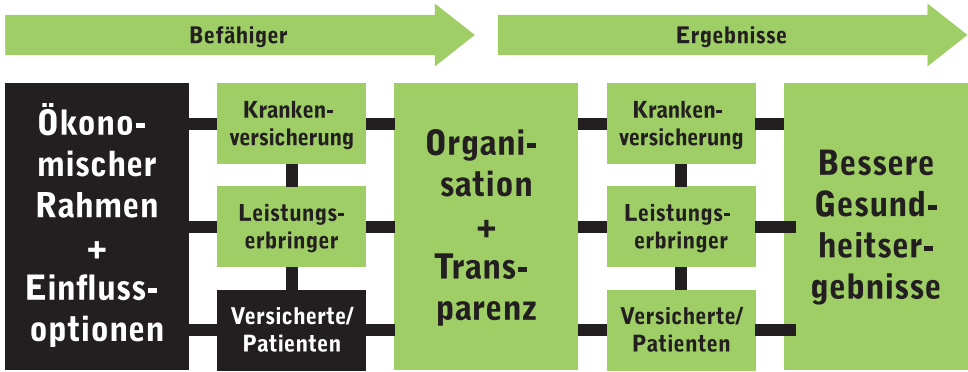 Befähiger
Ergebnisse
Ökono-
mischer
Rahmen
+
Einfluss-
optionen
Kranken-
versicherung
Leistungs-
erbringer
Versicherte/
Patienten
Organi-
sation
+
Trans-
parenz
Kranken-
versicherung
Leistungs-
erbringer
Versicherte/
Patienten
Bessere
Gesund-
heitser-
gebnisse